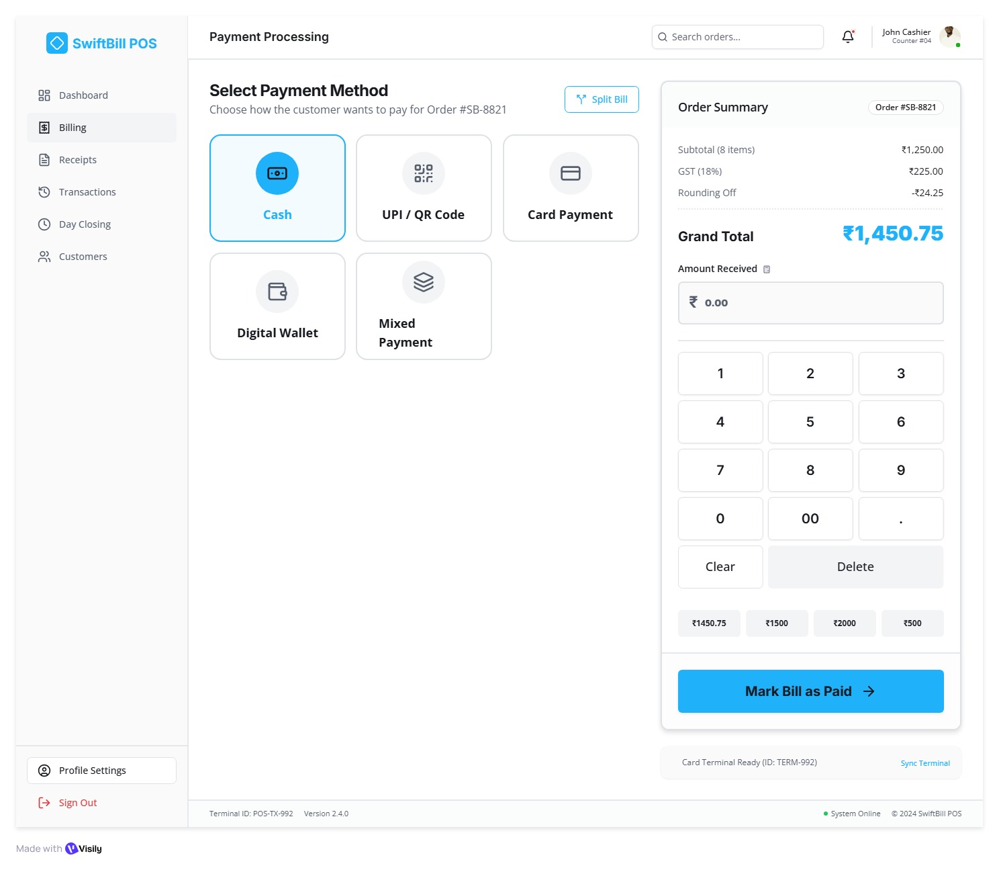 SwiftBill POS
Dashboard
Billing
Receipts
Transactions
Day Closing
Customers
Profile Settings
Sign Out
Payment Processing
Search orders...
John Cashier
Counter #04
Select Payment Method
Choose how the customer wants to pay for Order #SB-8821
Split Bill
Cash
UPI / QR Code
Card Payment
Digital Wallet
Mixed
Payment
Order Summary
Order #SB-8821
Subtotal (8 items) ₹1,250.00
GST (18%) ₹225.00
Rounding Off -₹24.25
Grand Total ₹1,450.75
Amount Received
₹ 0.00
1 2 3
4 5 6
7 8 9
0 00 .
Clear Delete
₹1450.75 ₹1500 ₹2000 ₹500
Mark Bill as Paid
Card Terminal Ready (ID: TERM-992) Sync Terminal
Terminal ID: POS-TX-992 Version 2.4.0 System Online © 2024 SwiftBill POS
Made with Visily